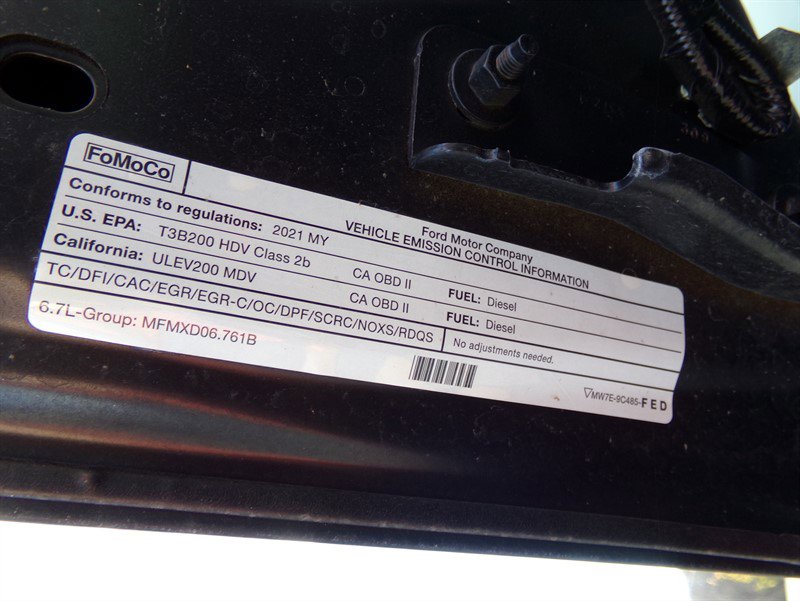 FoMoCo
Ford Motor Company
VEHICLE EMISSION CONTROL INFORMATION
Conforms to regulations: 2021 MY
U.S. EPA: T3B200 HDV Class 2b CA OBD II FUEL: Diesel
California: ULEV200 MDV CA OBD II FUEL: Diesel
TC/DFI/CAC/EGR/EGR-C/OC/DPF/SCRC/NOXS/RDQS No adjustments needed.
6.7L-Group: MFMXD06.761B
MW7E-9C485-FED